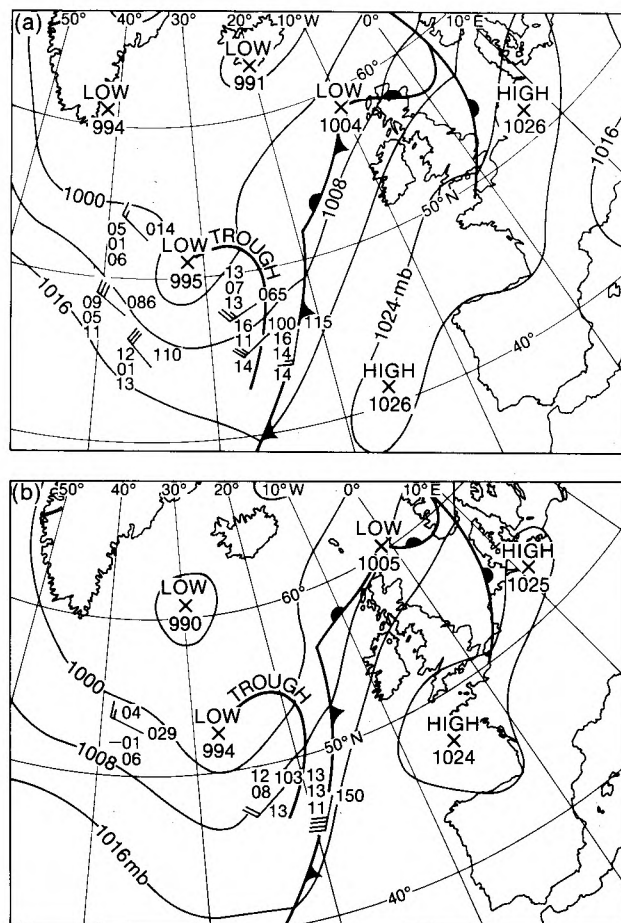 (a)
50°
40°
30°
20°W
10°W
0°
10°E
LOW
991
60°
LOW
994
LOW
1004
HIGH
1026
1016
1008
1000
50°N
05 014
01
06
LOW
995
TROUGH
13
07 065
13
1016
09 086
05
11
16 100 115
11 16
14 14
14
12 110
01
13
1024 mb
40°
HIGH
1026
(b)
50°
40°
30°
20°
10°W
0°
10°E
LOW
1005
HIGH
1025
LOW
990
60°
1000
TROUGH
04
029
−01
06
LOW
994
1008
50°N
HIGH
1024
12 103 13
08 13 150
13 11
1016mb
40°